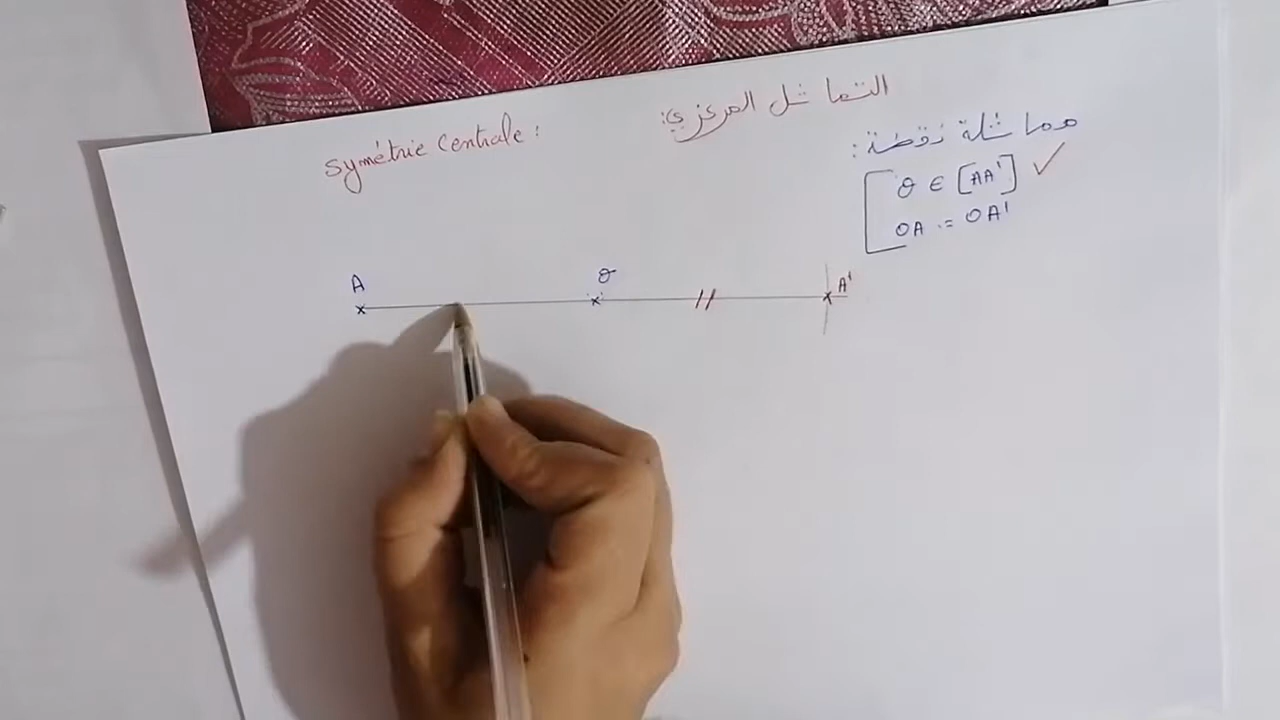 symétrie Centrale :
التماثل المركزي:
مماثلة نقطة :
O ∈ [AA']
OA = OA'
A
O
A'